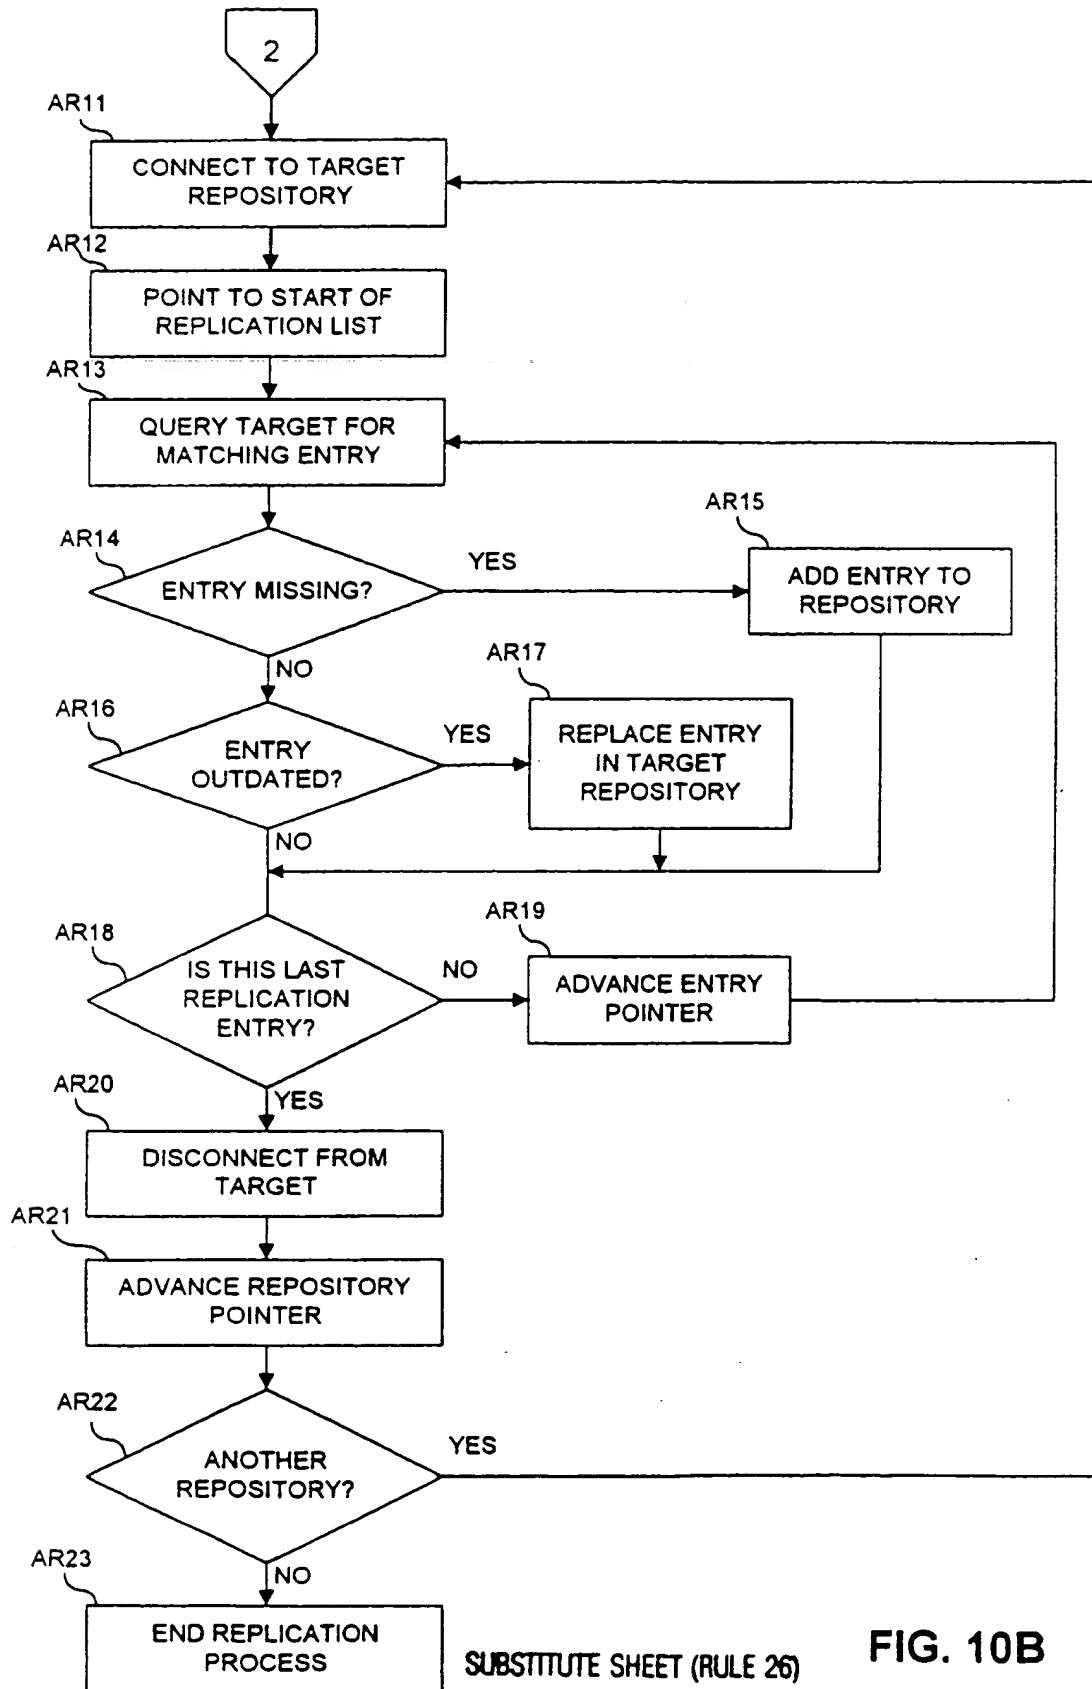 2
AR11
CONNECT TO TARGET
REPOSITORY
AR12
POINT TO START OF
REPLICATION LIST
AR13
QUERY TARGET FOR
MATCHING ENTRY
AR14
ENTRY MISSING?
YES
AR15
ADD ENTRY TO
REPOSITORY
NO
AR16
ENTRY
OUTDATED?
YES
AR17
REPLACE ENTRY
IN TARGET
REPOSITORY
NO
AR18
IS THIS LAST
REPLICATION
ENTRY?
NO
AR19
ADVANCE ENTRY
POINTER
YES
AR20
DISCONNECT FROM
TARGET
AR21
ADVANCE REPOSITORY
POINTER
AR22
ANOTHER
REPOSITORY?
YES
NO
AR23
END REPLICATION
PROCESS
SUBSTITUTE SHEET (RULE 26)
FIG. 10B